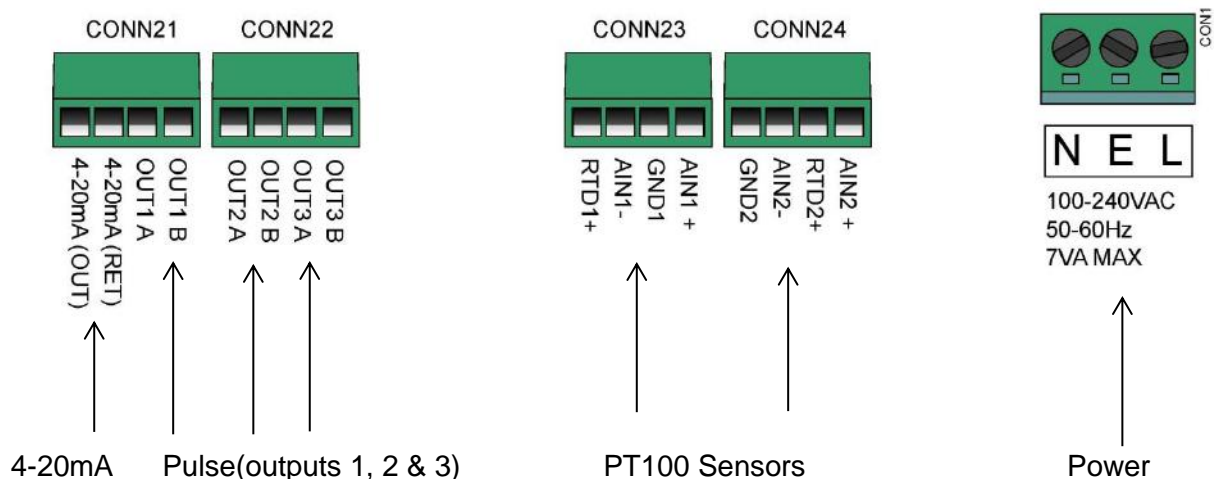 CONN21 CONN22 CONN23 CONN24
CON1
4-20mA (OUT)
4-20mA (RET)
OUT1 A
OUT1 B
OUT2 A
OUT2 B
OUT3 A
OUT3 B
RTD1+
AIN1-
GND1
AIN1 +
GND2
AIN2-
RTD2+
AIN2 +
N E L
100-240VAC
50-60Hz
7VA MAX
4-20mA Pulse(outputs 1, 2 & 3) PT100 Sensors Power